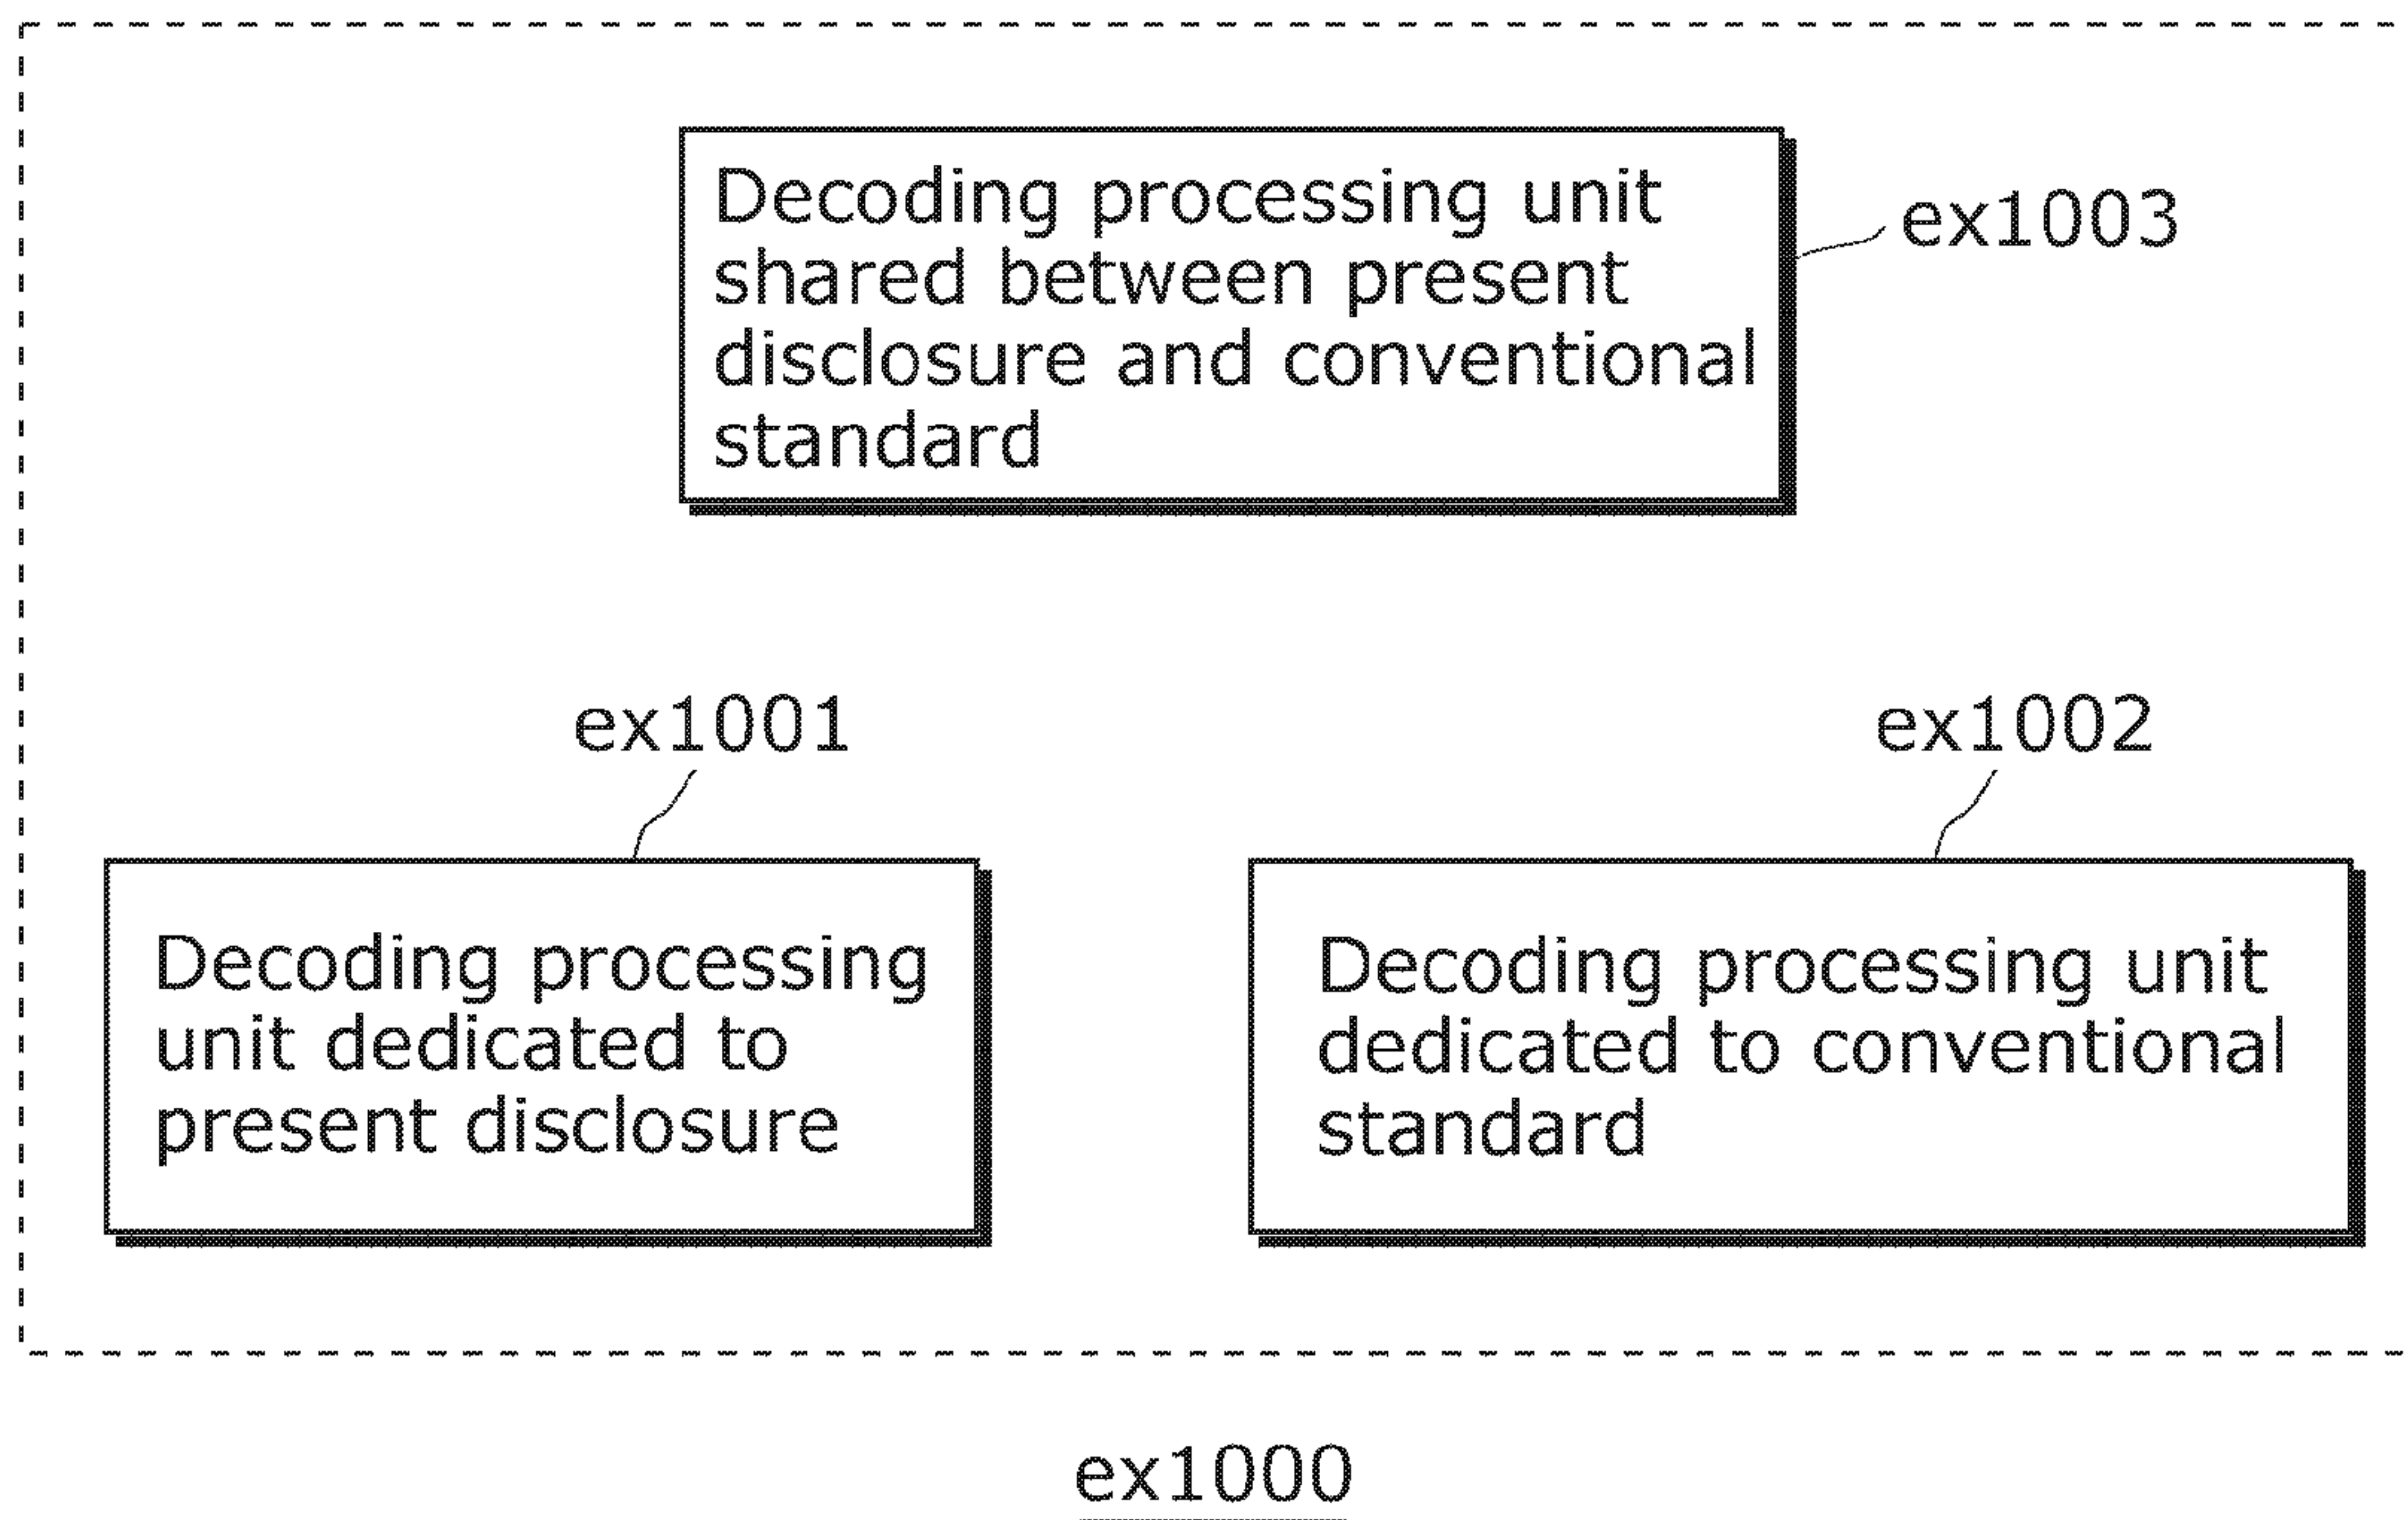 Decoding processing unit
shared between present
disclosure and conventional
standard
ex1003
ex1001
ex1002
Decoding processing
unit dedicated to
present disclosure
Decoding processing unit
dedicated to conventional
standard
ex1000